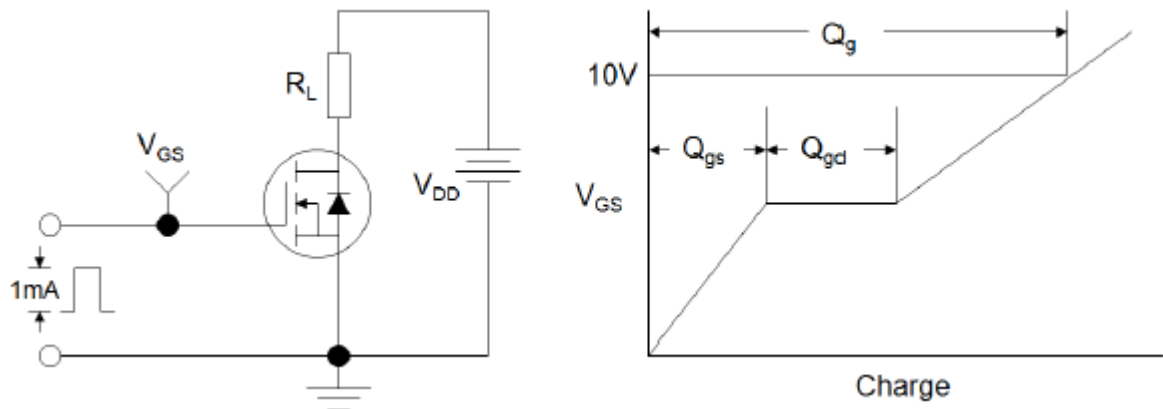 R_L
V_GS
V_DD
1mA
Q_g
10V
Q_gs
Q_gd
V_GS
Charge